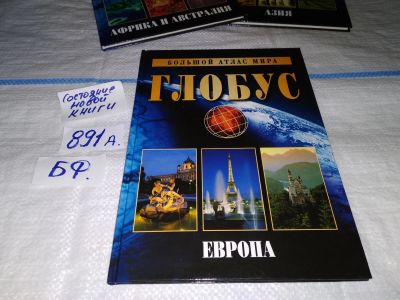 АФРИКА И АВСТРАЛИЯ
АЗИЯ
БОЛЬШОЙ АТЛАС МИРА
ГЛОБУС
ЕВРОПА
Состояние
новой
книги
891 А.
БФ.